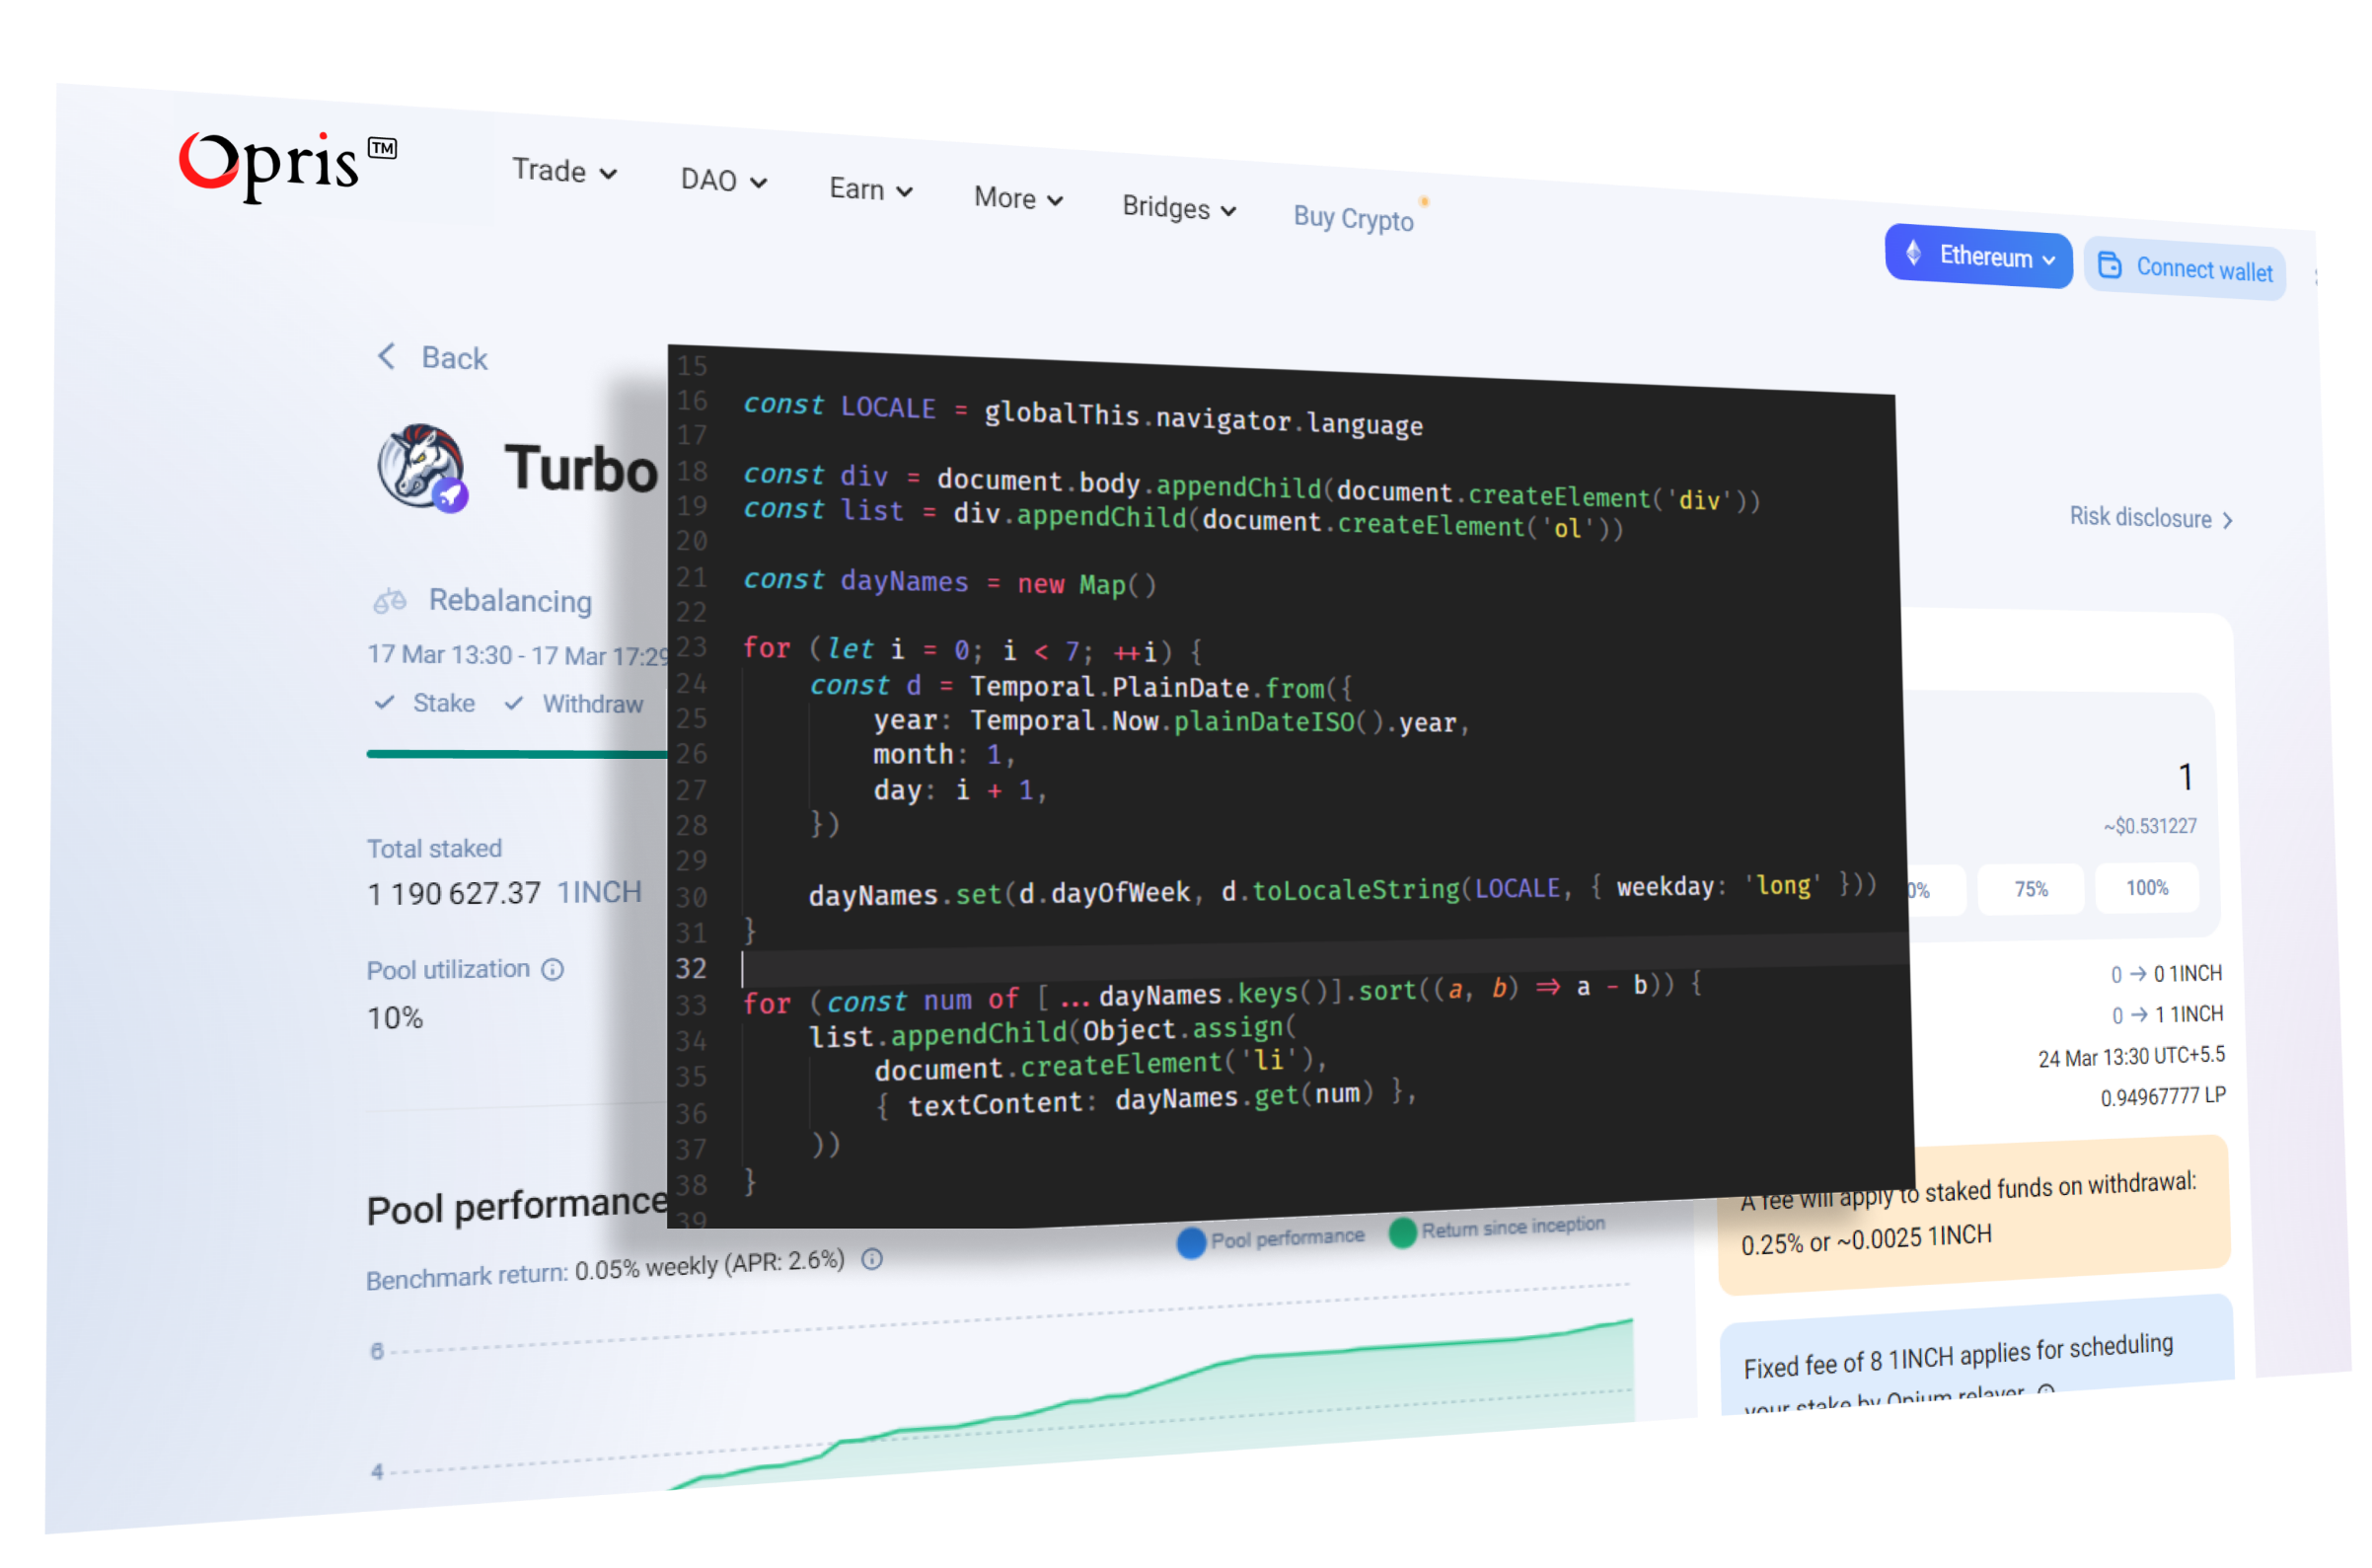 Opris TM
Trade DAO Earn More Bridges Buy Crypto
Ethereum Connect wallet
Back
Turbo
Risk disclosure
Rebalancing
17 Mar 13:30 - 17 Mar 17:29
Stake Withdraw
Total staked
1 190 627.37 1INCH
Pool utilization
10%
15
16 const LOCALE = globalThis.navigator.language
17
18 const div = document.body.appendChild(document.createElement('div'))
19 const list = div.appendChild(document.createElement('ol'))
20
21 const dayNames = new Map()
22
23 for (let i = 0; i < 7; ++i) {
24 const d = Temporal.PlainDate.from({
25 year: Temporal.Now.plainDateISO().year,
26 month: 1,
27 day: i + 1,
28 })
29
30 dayNames.set(d.dayOfWeek, d.toLocaleString(LOCALE, { weekday: 'long' }))
31 }
32
33 for (const num of [...dayNames.keys()].sort((a, b) => a - b)) {
34 list.appendChild(Object.assign(
35 document.createElement('li'),
36 { textContent: dayNames.get(num) },
37 ))
38 }
39
1
~$0.531227
0% 75% 100%
0 → 0 1INCH
0 → 1 1INCH
24 Mar 13:30 UTC+5.5
0.94967777 LP
A fee will apply to staked funds on withdrawal:
0.25% or ~0.0025 1INCH
Fixed fee of 8 1INCH applies for scheduling
your stake by Opium relayer
Pool performance
Benchmark return: 0.05% weekly (APR: 2.6%)
Pool performance Return since inception
6
4